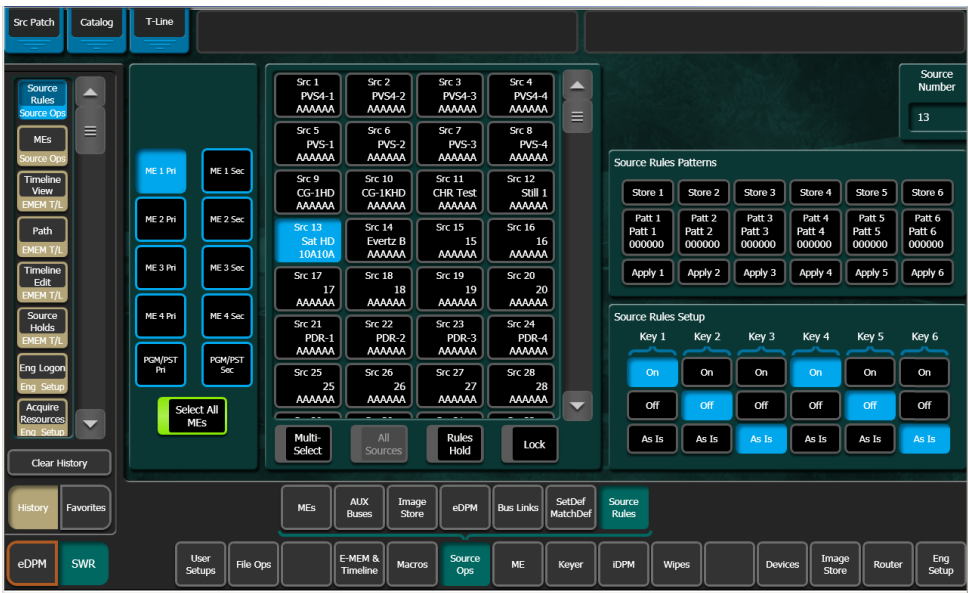 Src Patch
Catalog
T-Line
Source
Rules
Source Ops
MEs
Source Ops
Timeline
View
EMEM T/L
Path
EMEM T/L
Timeline
Edit
EMEM T/L
Source
Holds
EMEM T/L
Eng Logon
Eng Setup
Acquire
Resources
Eng Setup
Clear History
History
Favorites
eDPM
SWR
ME 1 Pri
ME 1 Sec
ME 2 Pri
ME 2 Sec
ME 3 Pri
ME 3 Sec
ME 4 Pri
ME 4 Sec
PGM/PST
Pri
PGM/PST
Sec
Select All
MEs
Src 1
PVS4-1
AAAAAA
Src 2
PVS4-2
AAAAAA
Src 3
PVS4-3
AAAAAA
Src 4
PVS4-4
AAAAAA
Src 5
PVS-1
AAAAAA
Src 6
PVS-2
AAAAAA
Src 7
PVS-3
AAAAAA
Src 8
PVS-4
AAAAAA
Src 9
CG-1HD
AAAAAA
Src 10
CG-1KHD
AAAAAA
Src 11
CHR Test
AAAAAA
Src 12
Still 1
AAAAAA
Src 13
Sat HD
10A10A
Src 14
Evertz B
AAAAAA
Src 15
15
AAAAAA
Src 16
16
AAAAAA
Src 17
17
AAAAAA
Src 18
18
AAAAAA
Src 19
19
AAAAAA
Src 20
20
AAAAAA
Src 21
PDR-1
AAAAAA
Src 22
PDR-2
AAAAAA
Src 23
PDR-3
AAAAAA
Src 24
PDR-4
AAAAAA
Src 25
25
AAAAAA
Src 26
26
AAAAAA
Src 27
27
AAAAAA
Src 28
28
AAAAAA
Multi-
Select
All
Sources
Rules
Hold
Lock
Source
Number
13
Source Rules Patterns
Store 1
Store 2
Store 3
Store 4
Store 5
Store 6
Patt 1
Patt 1
000000
Patt 2
Patt 2
000000
Patt 3
Patt 3
000000
Patt 4
Patt 4
000000
Patt 5
Patt 5
000000
Patt 6
Patt 6
000000
Apply 1
Apply 2
Apply 3
Apply 4
Apply 5
Apply 6
Source Rules Setup
Key 1
Key 2
Key 3
Key 4
Key 5
Key 6
On
On
On
On
On
On
Off
Off
Off
Off
Off
Off
As Is
As Is
As Is
As Is
As Is
As Is
MEs
AUX
Buses
Image
Store
eDPM
Bus Links
SetDef
MatchDef
Source
Rules
User
Setups
File Ops
E-MEM &
Timeline
Macros
Source
Ops
ME
Keyer
iDPM
Wipes
Devices
Image
Store
Router
Eng
Setup